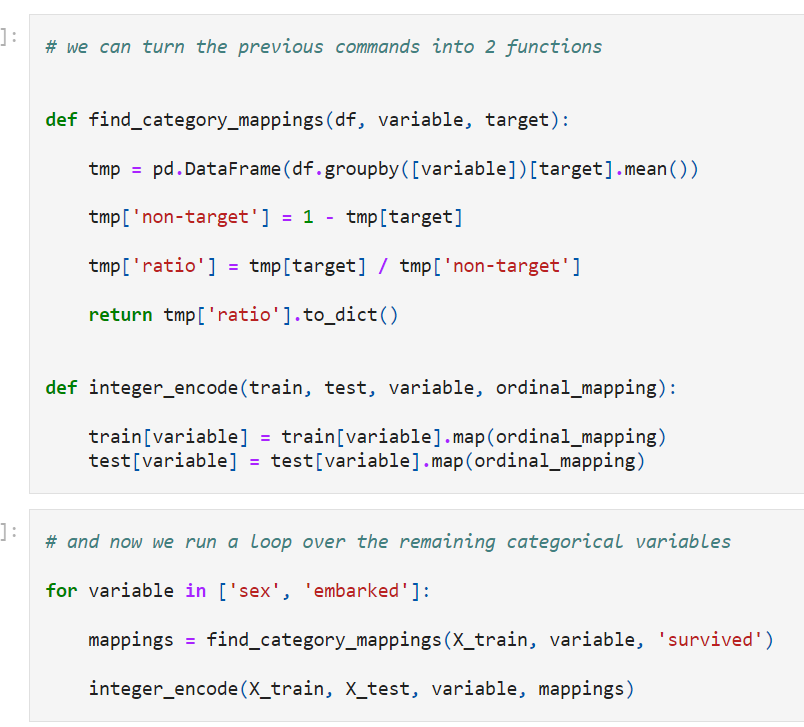 ]:
# we can turn the previous commands into 2 functions
def find_category_mappings(df, variable, target):
    tmp = pd.DataFrame(df.groupby([variable])[target].mean())
    tmp['non-target'] = 1 - tmp[target]
    tmp['ratio'] = tmp[target] / tmp['non-target']
    return tmp['ratio'].to_dict()
def integer_encode(train, test, variable, ordinal_mapping):
    train[variable] = train[variable].map(ordinal_mapping)
    test[variable] = test[variable].map(ordinal_mapping)
]:
# and now we run a loop over the remaining categorical variables
for variable in ['sex', 'embarked']:
    mappings = find_category_mappings(X_train, variable, 'survived')
    integer_encode(X_train, X_test, variable, mappings)